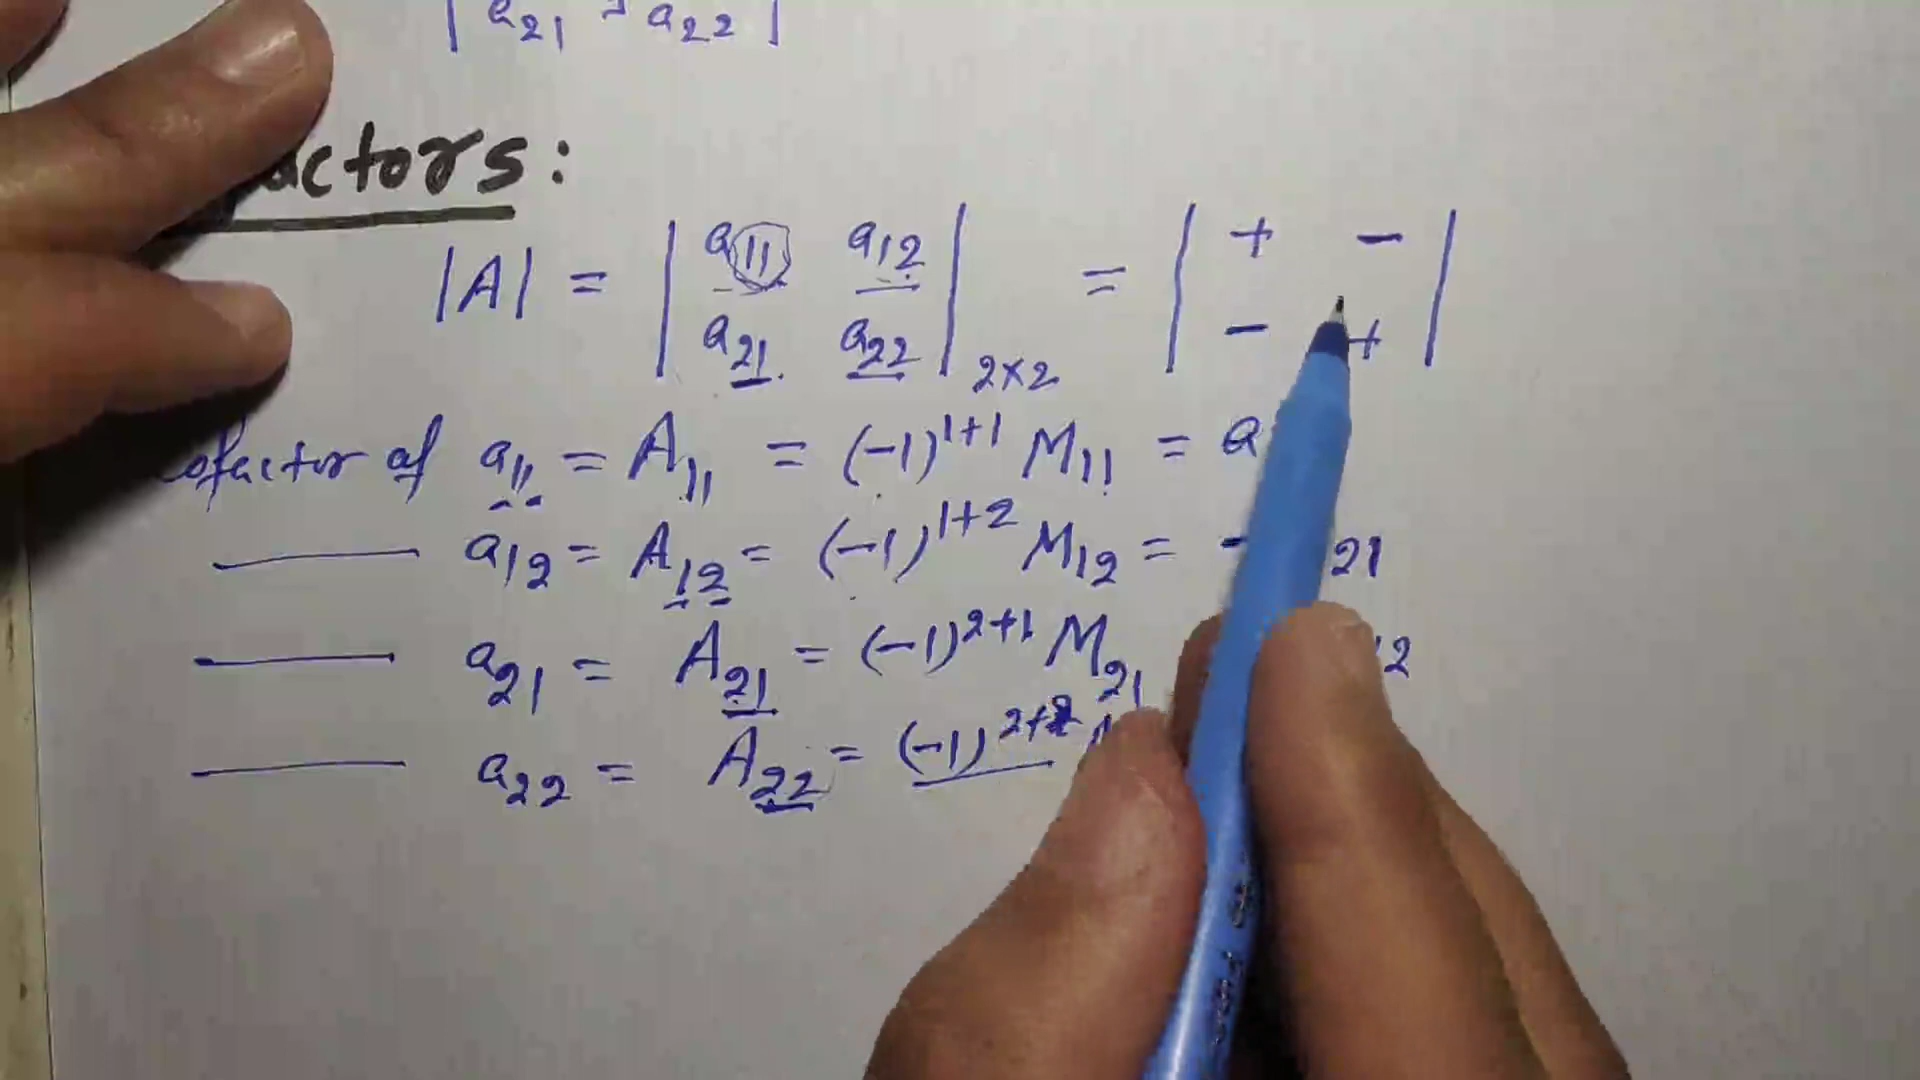 | a21 - a22 |
actors:
|A| = | a11 a12 | = | + - |
| a21 a22 | 2×2 | - + |
ofactor of a11 = A11 = (-1)^1+1 M11 = a
a12 = A12 = (-1)^1+2 M12 = - 21
a21 = A21 = (-1)^2+1 M21 12
a22 = A22 = (-1)^2+2